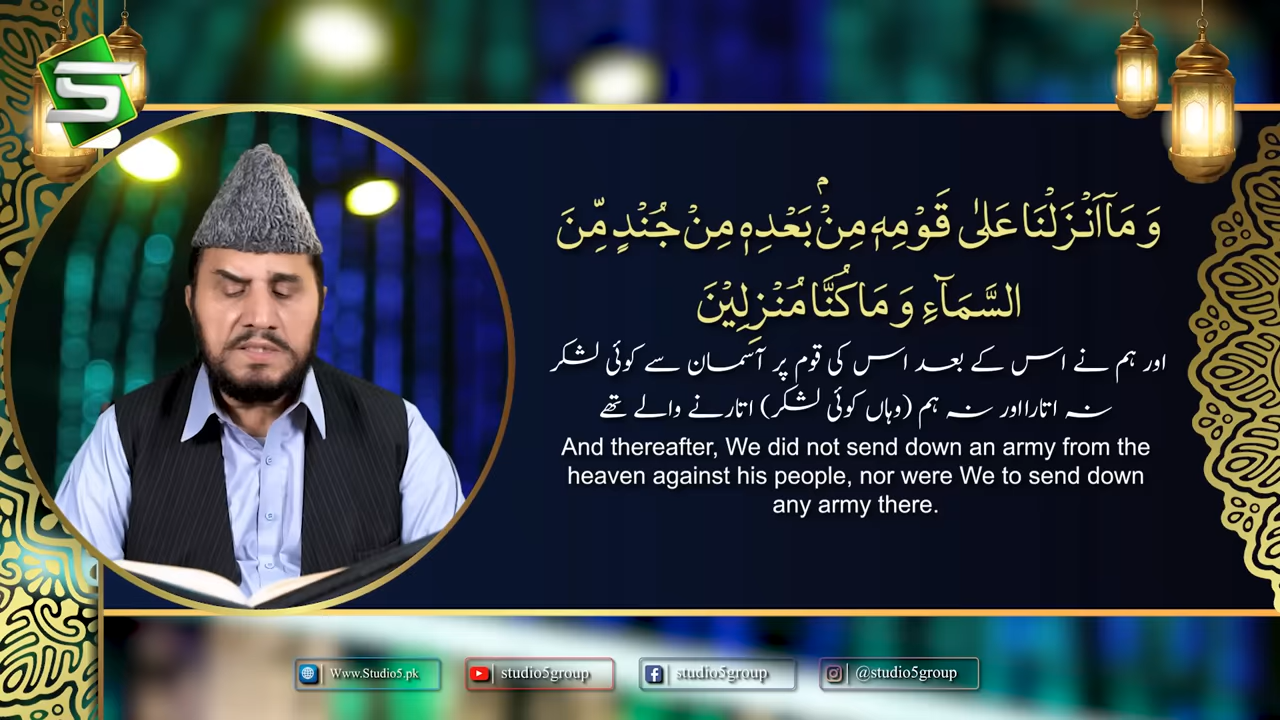 وَ مَاۤ اَنْزَلْنَا عَلٰی قَوْمِهٖ مِنْۢ بَعْدِهٖ مِنْ جُنْدٍ مِّنَ
السَّمَآءِ وَ مَا كُنَّا مُنْزِلِیْنَ
اور ہم نے اس کے بعد اس کی قوم پر آسمان سے کوئی لشکر
نہ اتارا اور نہ ہم (وہاں کوئی لشکر) اتارنے والے تھے
And thereafter, We did not send down an army from the
heaven against his people, nor were We to send down
any army there.
Www.Studio5.pk
studio5group
studio5group
@studio5group